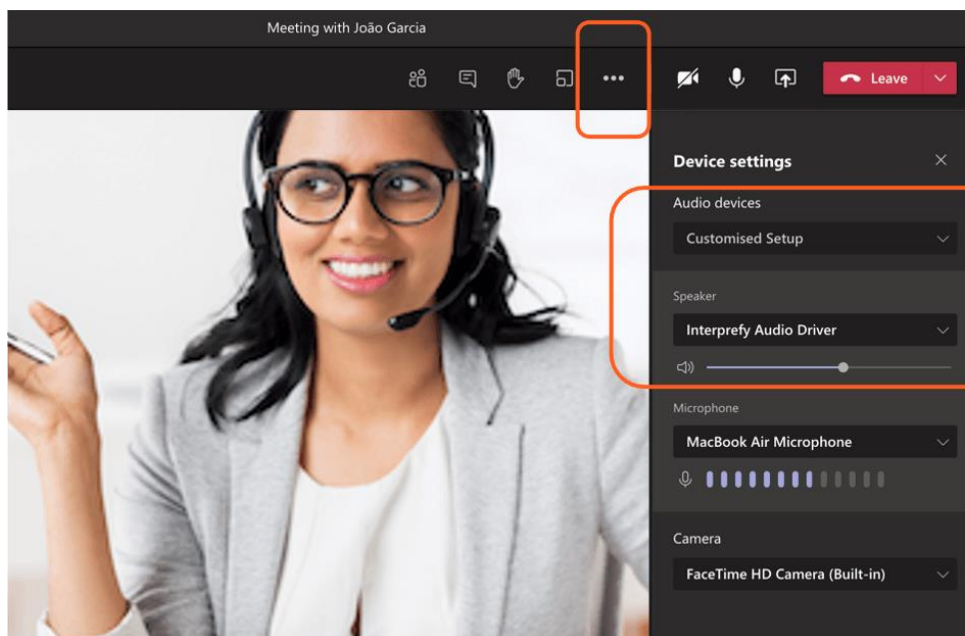 Meeting with João Garcia
Leave
Device settings
Audio devices
Customised Setup
Speaker
Interprefy Audio Driver
Microphone
MacBook Air Microphone
Camera
FaceTime HD Camera (Built-in)